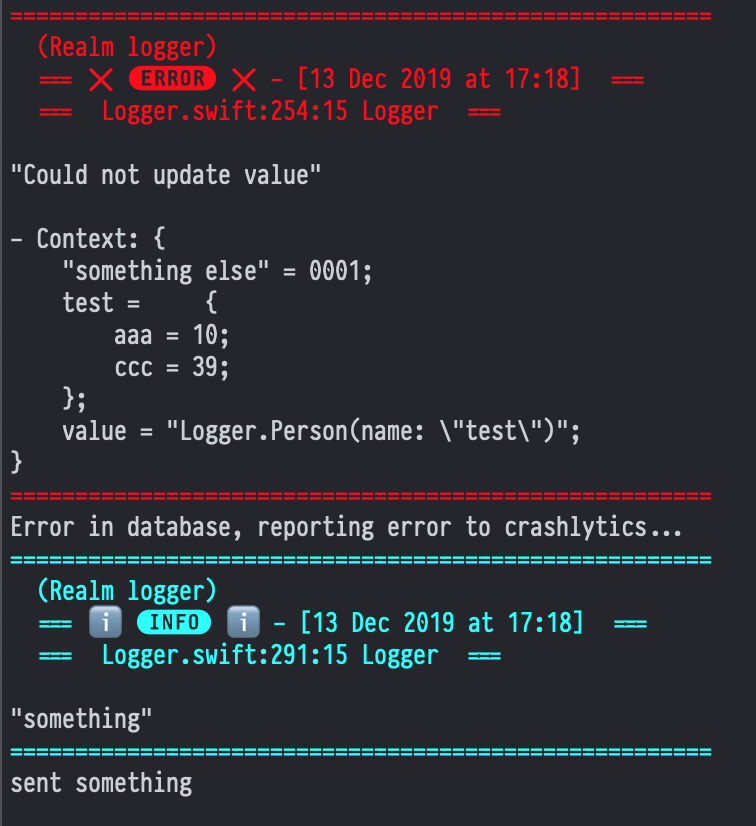 ======================================================
(Realm logger)
=== ❌ ERROR ❌ – [13 Dec 2019 at 17:18] ===
=== Logger.swift:254:15 Logger ===
"Could not update value"
– Context: {
    "something else" = 0001;
    test =     {
        aaa = 10;
        ccc = 39;
    };
    value = "Logger.Person(name: \"test\")";
}
======================================================
Error in database, reporting error to crashlytics...
======================================================
(Realm logger)
=== ℹ️ INFO ℹ️ – [13 Dec 2019 at 17:18] ===
=== Logger.swift:291:15 Logger ===
"something"
======================================================
sent something